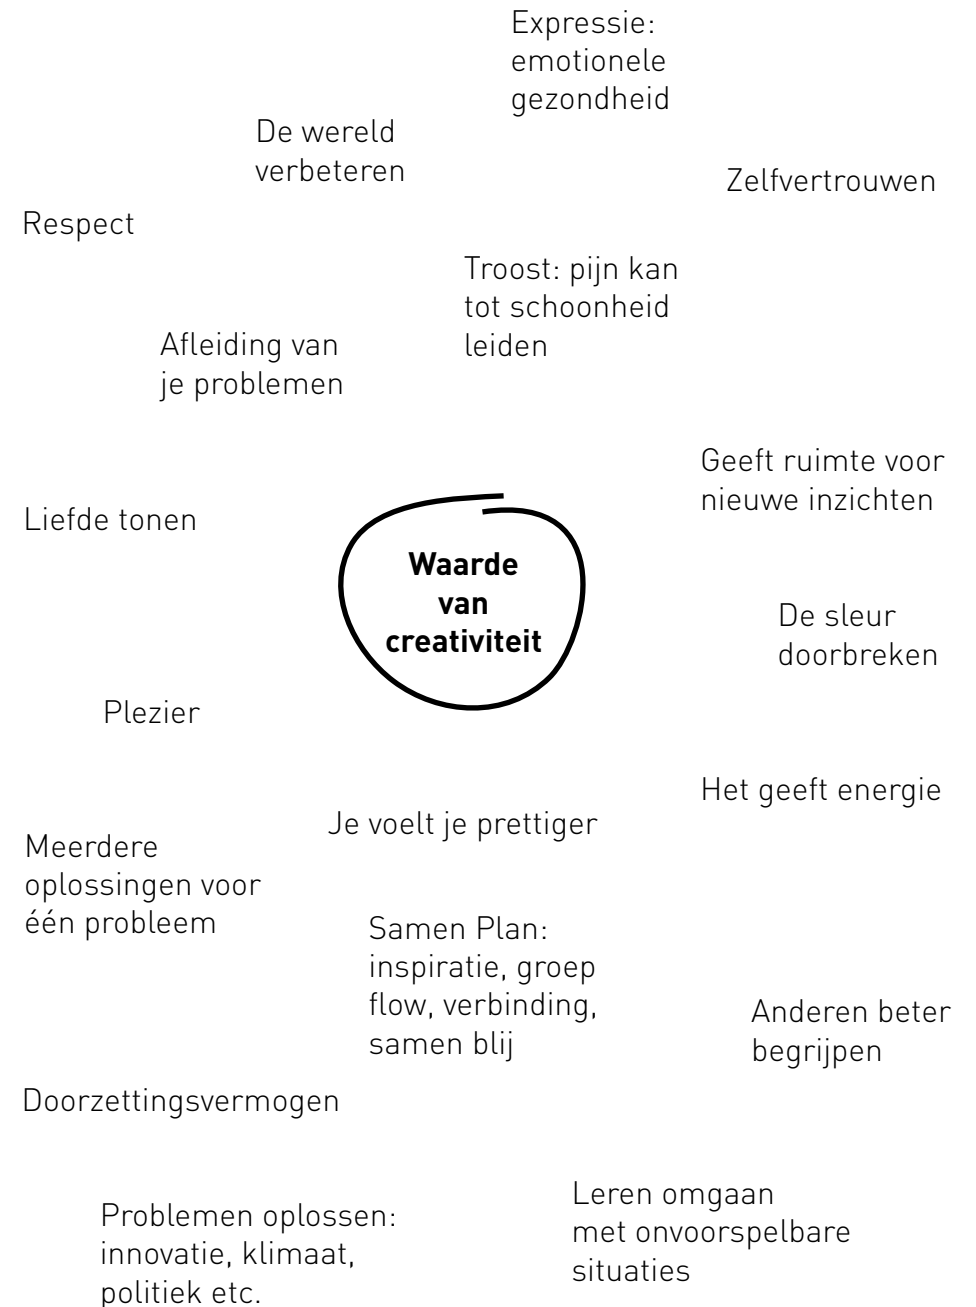 Expressie:
emotionele
gezondheid
De wereld
verbeteren
Zelfvertrouwen
Respect
Troost: pijn kan
tot schoonheid
leiden
Afleiding van
je problemen
Geeft ruimte voor
nieuwe inzichten
Liefde tonen
Waarde
van
creativiteit
De sleur
doorbreken
Plezier
Het geeft energie
Je voelt je prettiger
Meerdere
oplossingen voor
één probleem
Samen Plan:
inspiratie, groep
flow, verbinding,
samen blij
Anderen beter
begrijpen
Doorzettingsvermogen
Leren omgaan
met onvoorspelbare
situaties
Problemen oplossen:
innovatie, klimaat,
politiek etc.